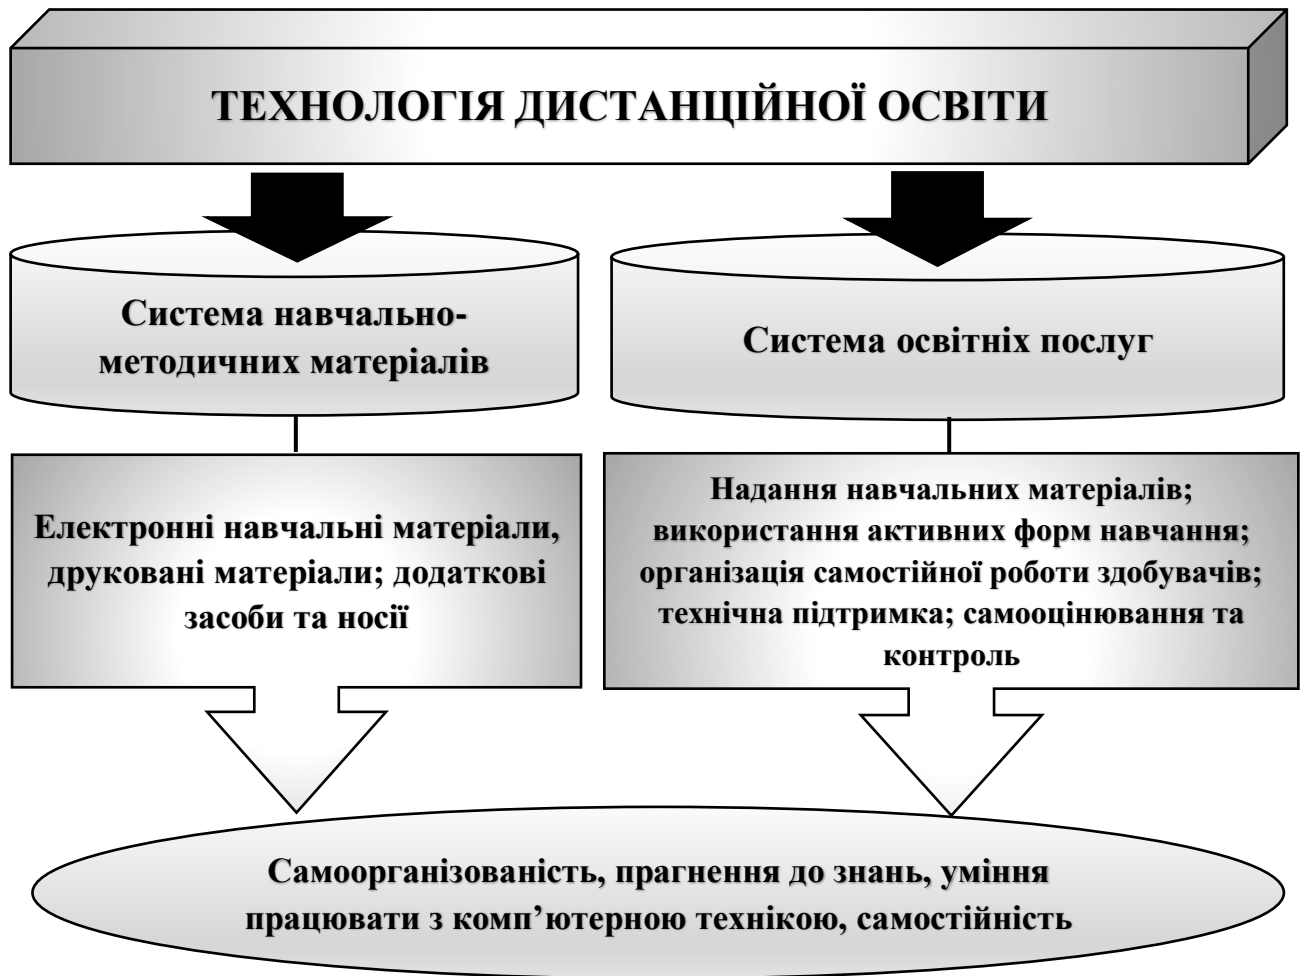 ТЕХНОЛОГІЯ ДИСТАНЦІЙНОЇ ОСВІТИ
Система навчально-
методичних матеріалів
Система освітніх послуг
Електронні навчальні матеріали,
друковані матеріали; додаткові
засоби та носії
Надання навчальних матеріалів;
використання активних форм навчання;
організація самостійної роботи здобувачів;
технічна підтримка; самооцінювання та
контроль
Самоорганізованість, прагнення до знань, уміння
працювати з комп’ютерною технікою, самостійність